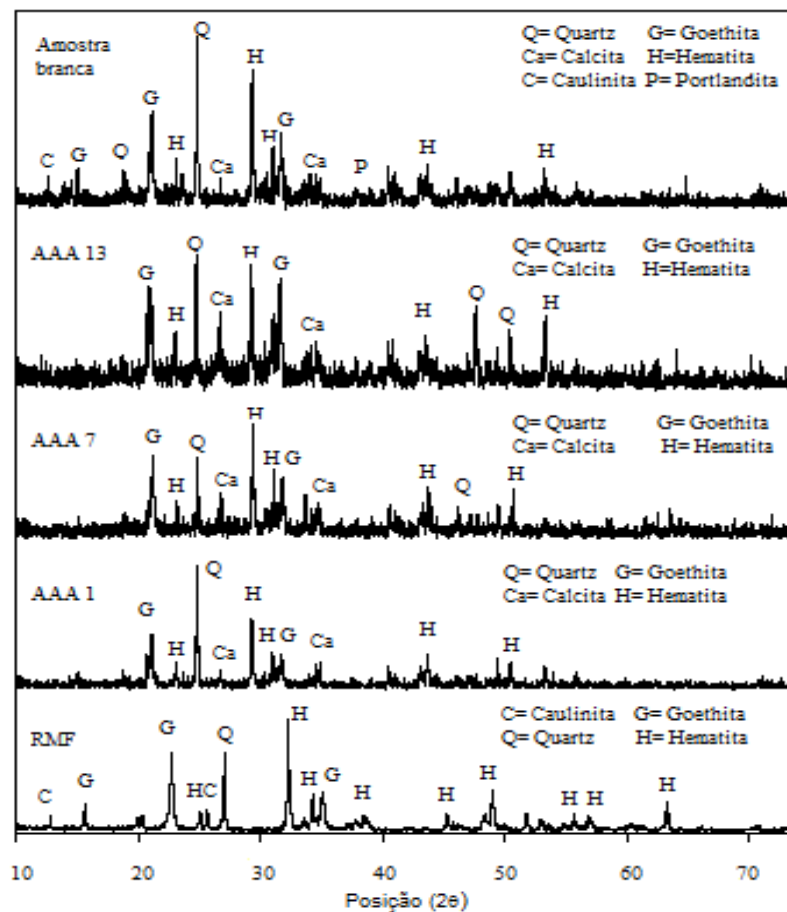 Amostra
branca
Q= Quartz G= Goethita
Ca= Calcita H=Hematita
C= Caulinita P= Portlandita
C G Q G H Ca Q H H G Ca P H H
AAA 13
Q= Quartz G= Goethita
Ca= Calcita H=Hematita
G H Q Ca H G Ca H Q Q H
AAA 7
Q= Quartz G= Goethita
Ca= Calcita H= Hematita
G H Q Ca H H G Ca H Q H
AAA 1
Q= Quartz G= Goethita
Ca= Calcita H= Hematita
G H Q Ca H H G Ca H H
RMF
C= Caulinita G= Goethita
Q= Quartz H= Hematita
C G G H C Q H H G H H H H H H
10 20 30 40 50 60 70
Posição (2θ)